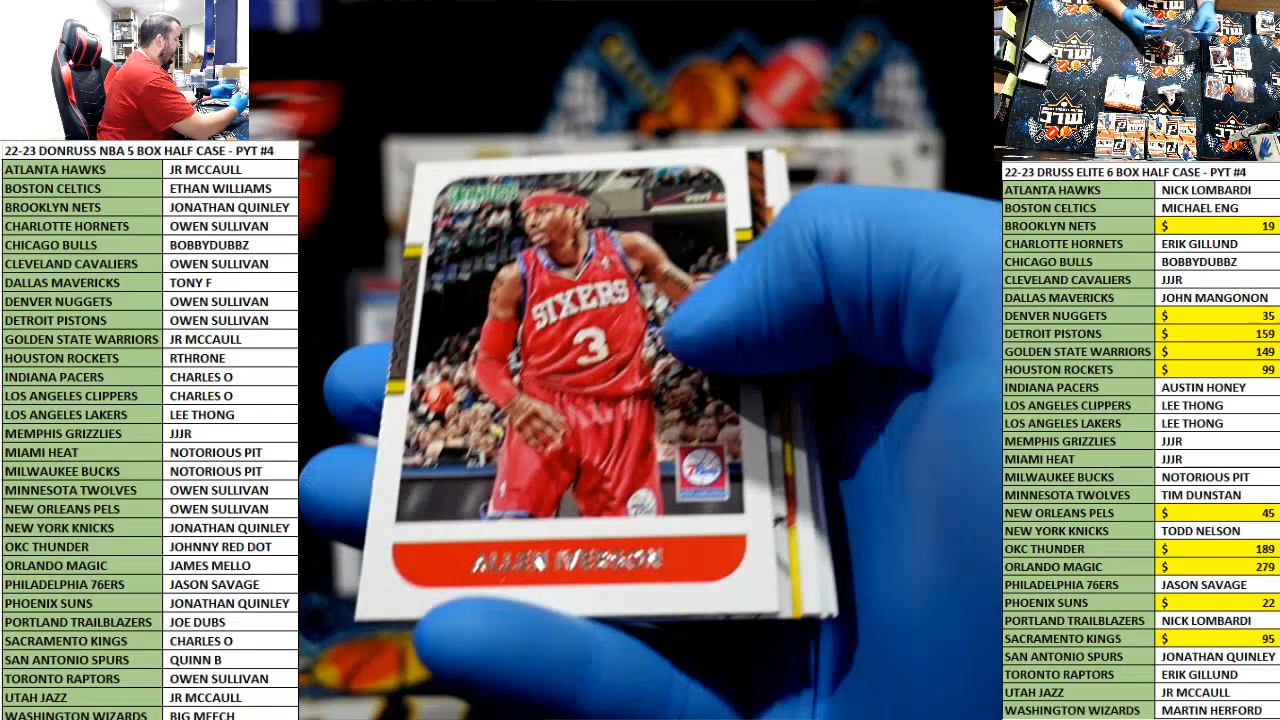 22-23 DONRUSS NBA 5 BOX HALF CASE - PYT #4
ATLANTA HAWKS JR MCCAULL
BOSTON CELTICS ETHAN WILLIAMS
BROOKLYN NETS JONATHAN QUINLEY
CHARLOTTE HORNETS OWEN SULLIVAN
CHICAGO BULLS BOBBYDUBBZ
CLEVELAND CAVALIERS OWEN SULLIVAN
DALLAS MAVERICKS TONY F
DENVER NUGGETS OWEN SULLIVAN
DETROIT PISTONS OWEN SULLIVAN
GOLDEN STATE WARRIORS JR MCCAULL
HOUSTON ROCKETS RTHRONE
INDIANA PACERS CHARLES O
LOS ANGELES CLIPPERS CHARLES O
LOS ANGELES LAKERS LEE THONG
MEMPHIS GRIZZLIES JJJR
MIAMI HEAT NOTORIOUS PIT
MILWAUKEE BUCKS NOTORIOUS PIT
MINNESOTA TWOLVES OWEN SULLIVAN
NEW ORLEANS PELS OWEN SULLIVAN
NEW YORK KNICKS JONATHAN QUINLEY
OKC THUNDER JOHNNY RED DOT
ORLANDO MAGIC JAMES MELLO
PHILADELPHIA 76ERS JASON SAVAGE
PHOENIX SUNS JONATHAN QUINLEY
PORTLAND TRAILBLAZERS JOE DUBS
SACRAMENTO KINGS CHARLES O
SAN ANTONIO SPURS QUINN B
TORONTO RAPTORS OWEN SULLIVAN
UTAH JAZZ JR MCCAULL
WASHINGTON WIZARDS BIG MEECH
SIXERS
3
ALLEN IVERSON
22-23 DRUSS ELITE 6 BOX HALF CASE - PYT #4
ATLANTA HAWKS NICK LOMBARDI
BOSTON CELTICS MICHAEL ENG
BROOKLYN NETS $ 19
CHARLOTTE HORNETS ERIK GILLUND
CHICAGO BULLS BOBBYDUBBZ
CLEVELAND CAVALIERS JJJR
DALLAS MAVERICKS JOHN MANGONON
DENVER NUGGETS $ 35
DETROIT PISTONS $ 159
GOLDEN STATE WARRIORS $ 149
HOUSTON ROCKETS $ 99
INDIANA PACERS AUSTIN HONEY
LOS ANGELES CLIPPERS LEE THONG
LOS ANGELES LAKERS LEE THONG
MEMPHIS GRIZZLIES JJJR
MIAMI HEAT JJJR
MILWAUKEE BUCKS NOTORIOUS PIT
MINNESOTA TWOLVES TIM DUNSTAN
NEW ORLEANS PELS $ 45
NEW YORK KNICKS TODD NELSON
OKC THUNDER $ 189
ORLANDO MAGIC $ 279
PHILADELPHIA 76ERS JASON SAVAGE
PHOENIX SUNS $ 22
PORTLAND TRAILBLAZERS NICK LOMBARDI
SACRAMENTO KINGS $ 95
SAN ANTONIO SPURS JONATHAN QUINLEY
TORONTO RAPTORS ERIK GILLUND
UTAH JAZZ JR MCCAULL
WASHINGTON WIZARDS MARTIN HERFORD